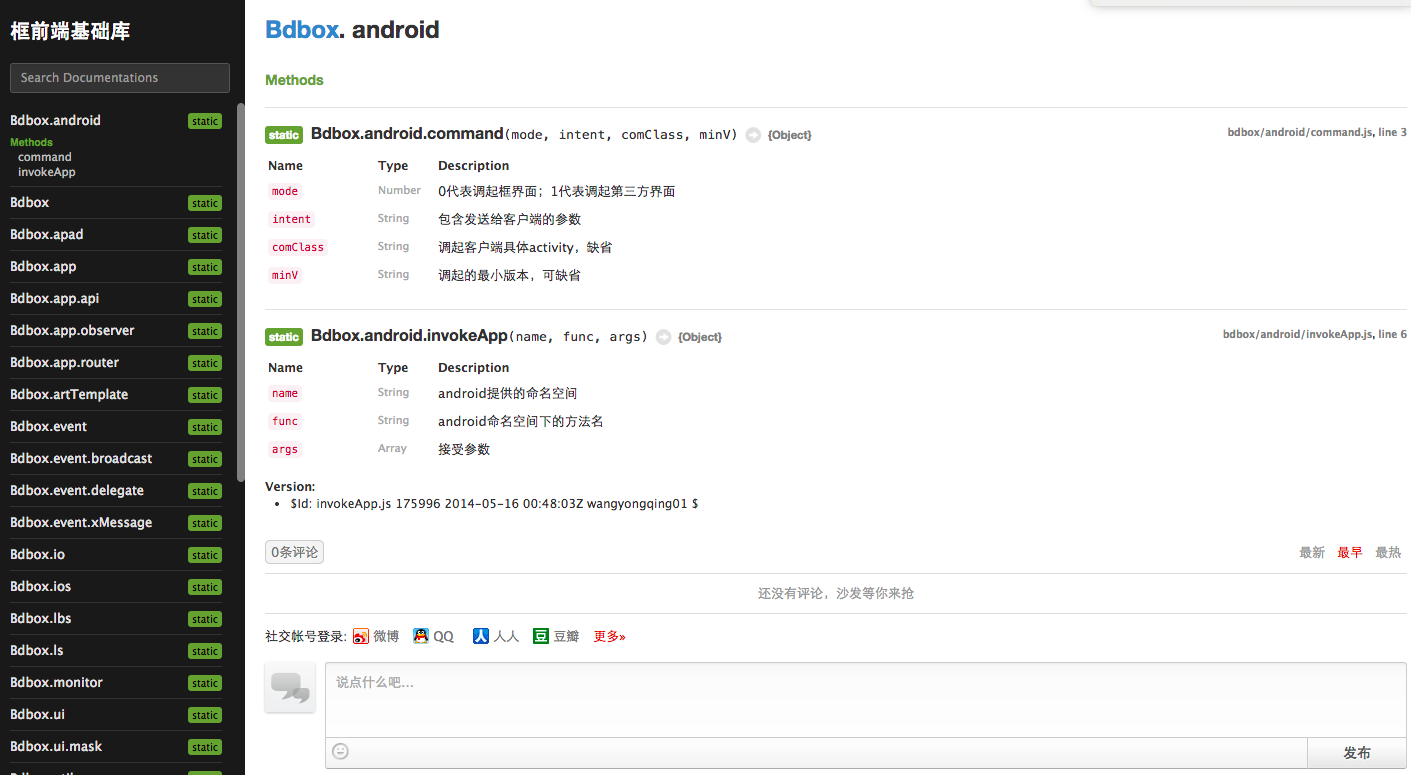 框前端基础库
Search Documentations
Bdbox.android static
Methods
command
invokeApp
Bdbox static
Bdbox.apad static
Bdbox.app static
Bdbox.app.api static
Bdbox.app.observer static
Bdbox.app.router static
Bdbox.artTemplate static
Bdbox.event static
Bdbox.event.broadcast static
Bdbox.event.delegate static
Bdbox.event.xMessage static
Bdbox.io static
Bdbox.ios static
Bdbox.lbs static
Bdbox.ls static
Bdbox.monitor static
Bdbox.ui static
Bdbox.ui.mask static
Bdbox. android
Methods
static Bdbox.android.command(mode, intent, comClass, minV) {Object} bdbox/android/command.js, line 3
Name Type Description
mode Number 0代表调起框界面；1代表调起第三方界面
intent String 包含发送给客户端的参数
comClass String 调起客户端具体activity，缺省
minV String 调起的最小版本，可缺省
static Bdbox.android.invokeApp(name, func, args) {Object} bdbox/android/invokeApp.js, line 6
Name Type Description
name String android提供的命名空间
func String android命名空间下的方法名
args Array 接受参数
Version:
• $Id: invokeApp.js 175996 2014-05-16 00:48:03Z wangyongqing01 $
0条评论 最新 最早 最热
还没有评论，沙发等你来抢
社交帐号登录: 微博 QQ 人人 豆瓣 更多»
说点什么吧...
发布